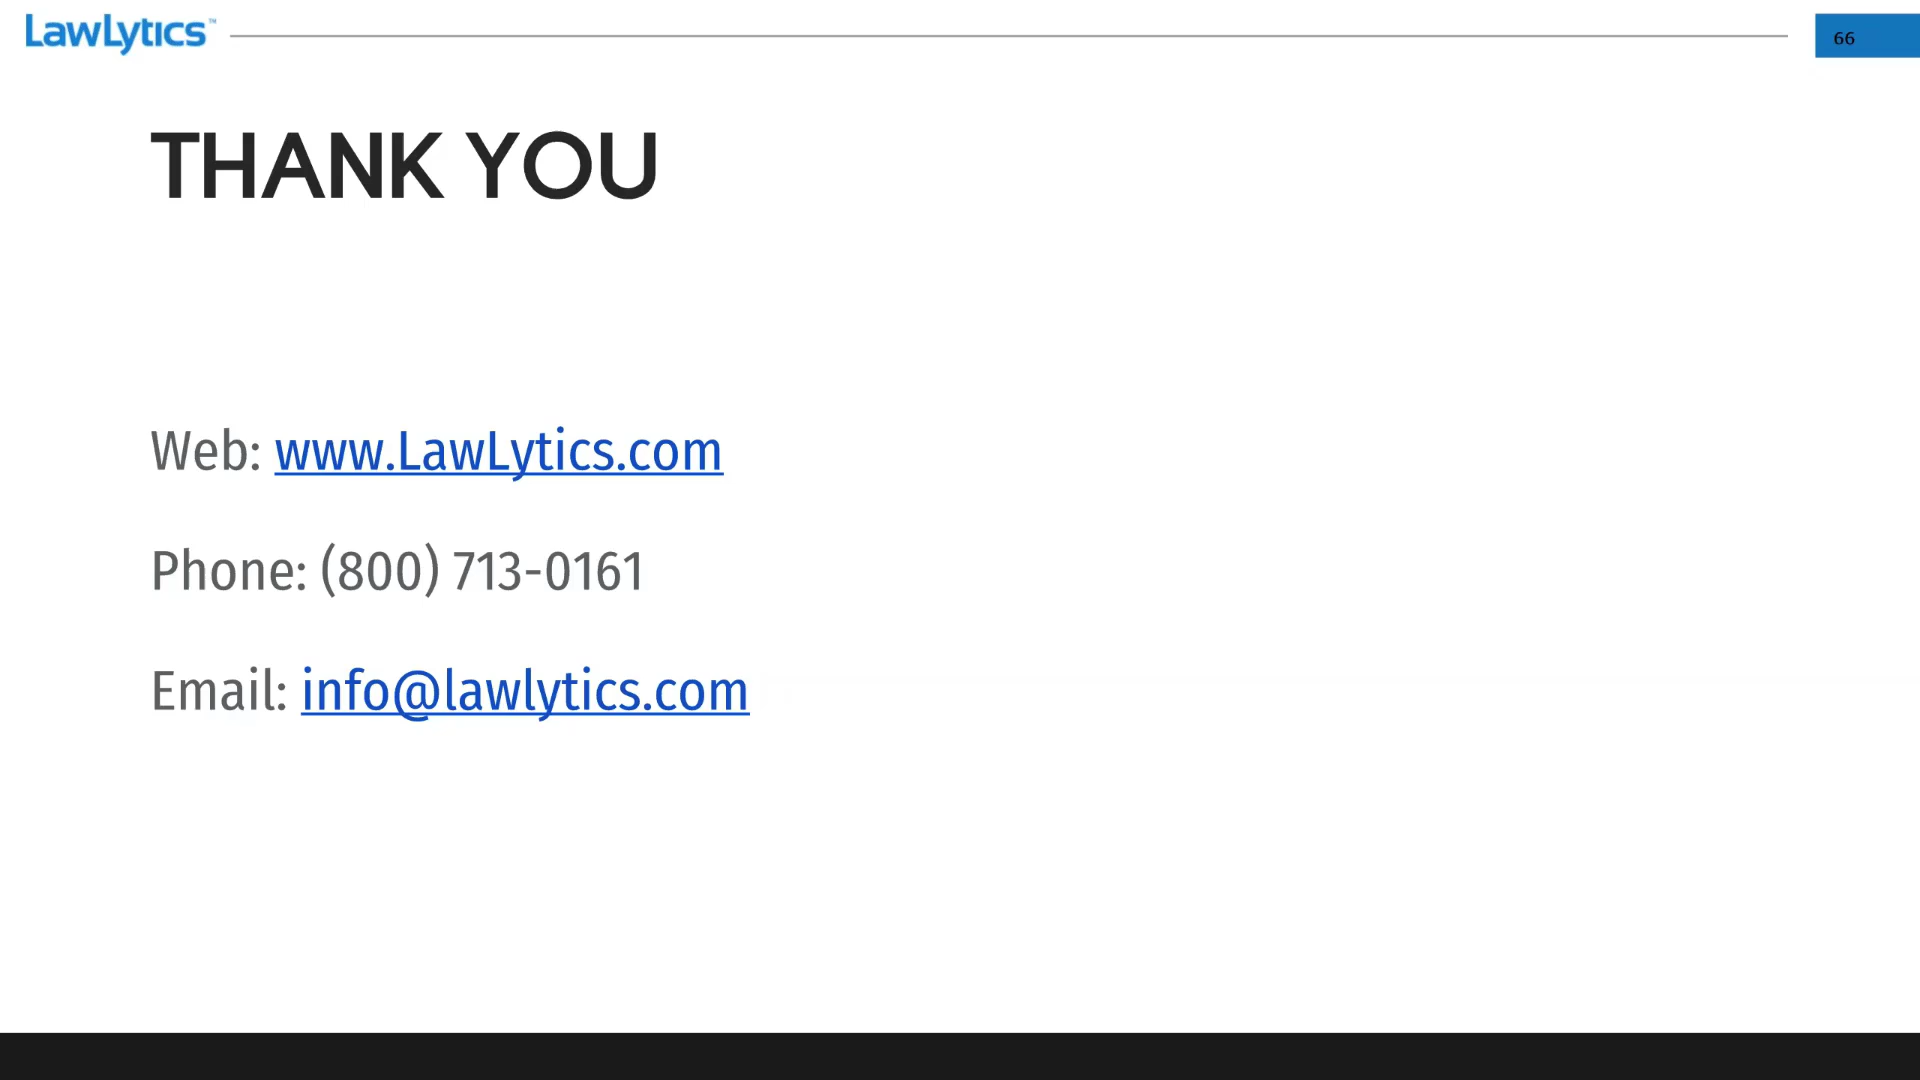 LawLytics™
66
THANK YOU
Web: www.LawLytics.com
Phone: (800) 713-0161
Email: info@lawlytics.com